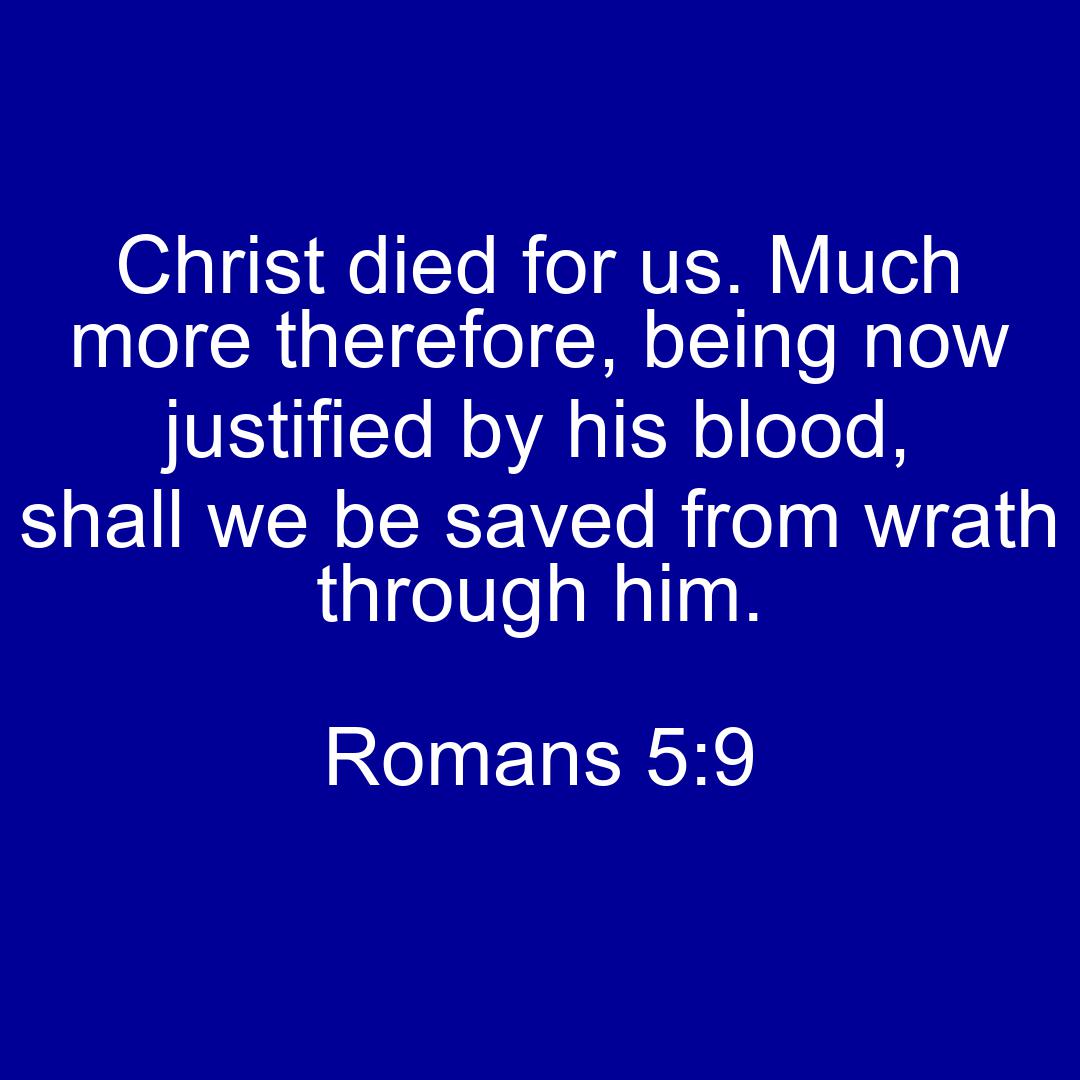 Christ died for us. Much
more therefore, being now
justified by his blood,
shall we be saved from wrath
through him.
Romans 5:9